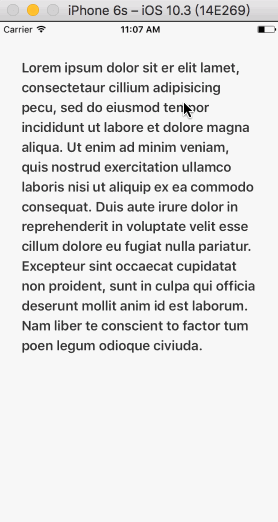 iPhone 6s – iOS 10.3 (14E269)
Carrier 11:07 AM
Lorem ipsum dolor sit er elit lamet,
consectetaur cillium adipisicing
pecu, sed do eiusmod tempor
incididunt ut labore et dolore magna
aliqua. Ut enim ad minim veniam,
quis nostrud exercitation ullamco
laboris nisi ut aliquip ex ea commodo
consequat. Duis aute irure dolor in
reprehenderit in voluptate velit esse
cillum dolore eu fugiat nulla pariatur.
Excepteur sint occaecat cupidatat
non proident, sunt in culpa qui officia
deserunt mollit anim id est laborum.
Nam liber te conscient to factor tum
poen legum odioque civiuda.